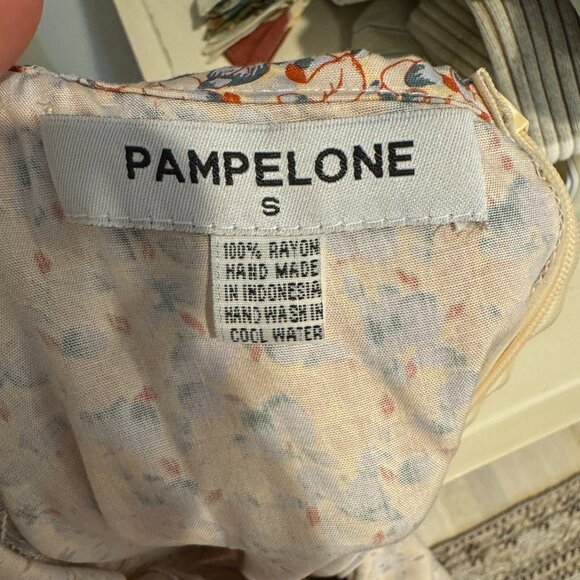 PAMPELONE
S
100% RAYON
HAND MADE
IN INDONESIA
HAND WASH IN
COOL WATER